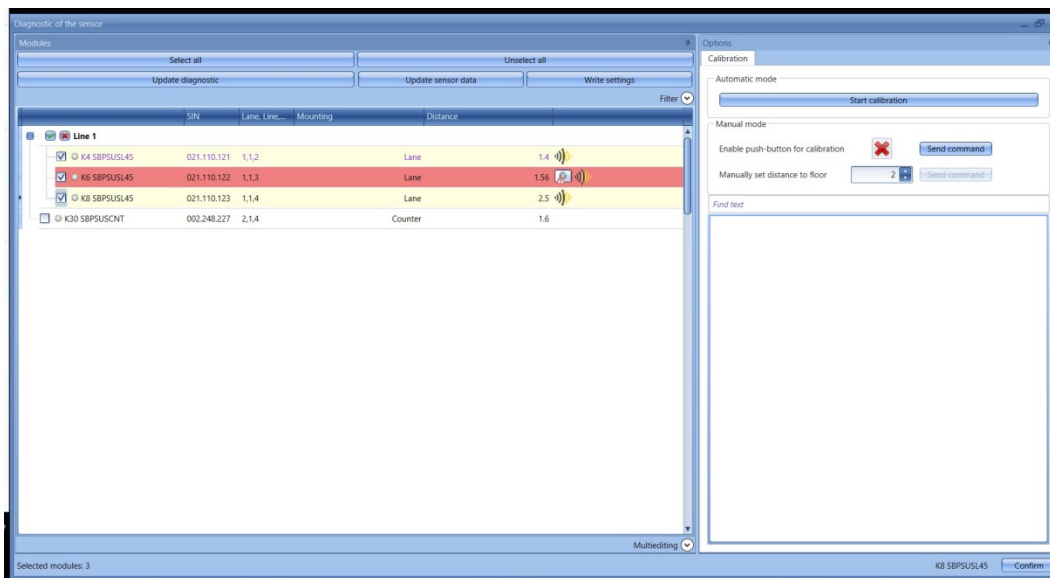 Diagnostic of the sensor
Modules
Select all
Unselect all
Update diagnostic
Update sensor data
Write settings
Filter
SIN Lane, Line,... Mounting Distance
Line 1
K4 SBPSUSL45 021.110.121 1,1,2 Lane 1.4
K6 SBPSUSL45 021.110.122 1,1,3 Lane 1.56
K8 SBPSUSL45 021.110.123 1,1,4 Lane 2.5
K30 SBPSUSCNT 002.248.227 2,1,4 Counter 1.6
Multiediting
Selected modules: 3
Options
Calibration
Automatic mode
Start calibration
Manual mode
Enable push-button for calibration Send command
Manually set distance to floor 2 Send command
Find text
K8 SBPSUSL45 Confirm